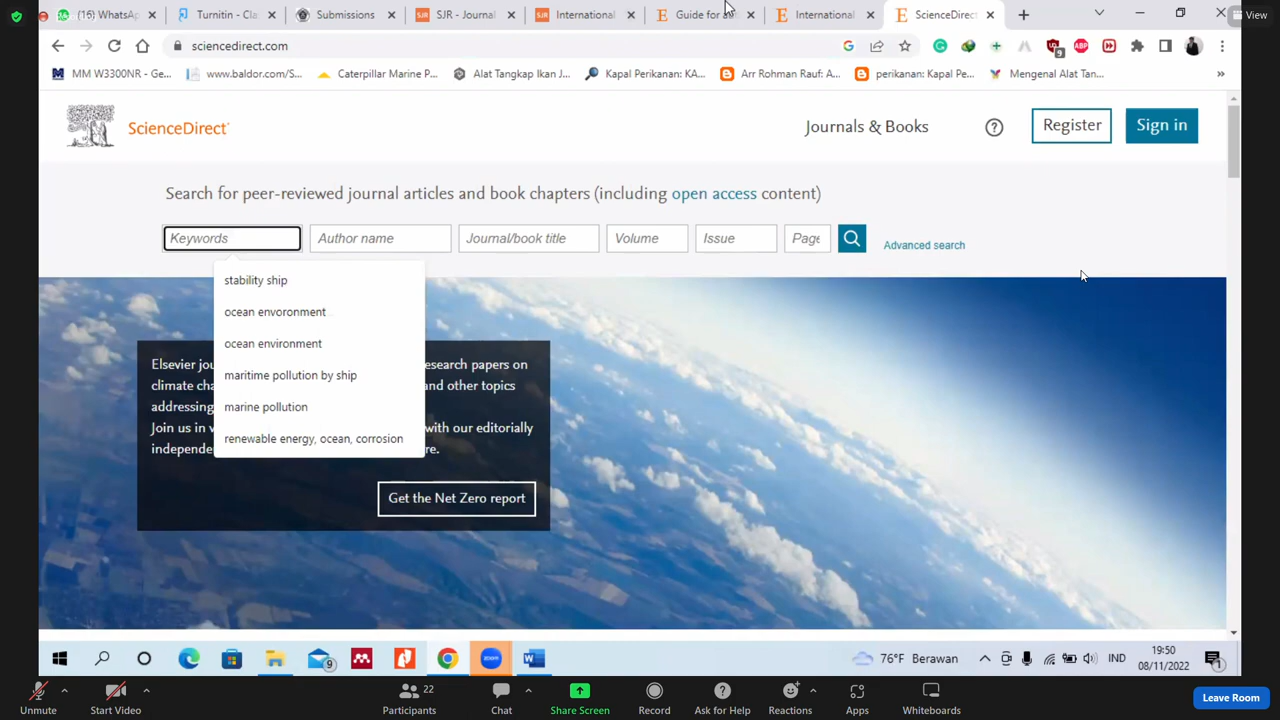 (15) WhatsAp
Turnitin - Cla
Submissions
SJR - Journal
International
Guide for a
International
ScienceDirect
View
sciencedirect.com
9
ABP
MM W3300NR - Ge...
www.baldor.com/S...
Caterpillar Marine P...
Alat Tangkap Ikan J...
Kapal Perikanan: KA...
Arr Rohman Rauf: A...
perikanan: Kapal Pe...
Mengenal Alat Tan...
ScienceDirect
Journals & Books
Register
Sign in
Search for peer-reviewed journal articles and book chapters (including open access content)
Keywords
Author name
Journal/book title
Volume
Issue
Page
Advanced search
stability ship
ocean envoronment
ocean environment
maritime pollution by ship
marine pollution
renewable energy, ocean, corrosion
Elsevier jou
esearch papers on
climate cha
and other topics
addressing
Join us in v
with our editorially
independe
re.
Get the Net Zero report
9
zoom
76°F Berawan
IND
19:50
08/11/2022
1
Unmute
Start Video
22
Participants
Chat
Share Screen
Record
Ask for Help
Reactions
Apps
Whiteboards
Leave Room